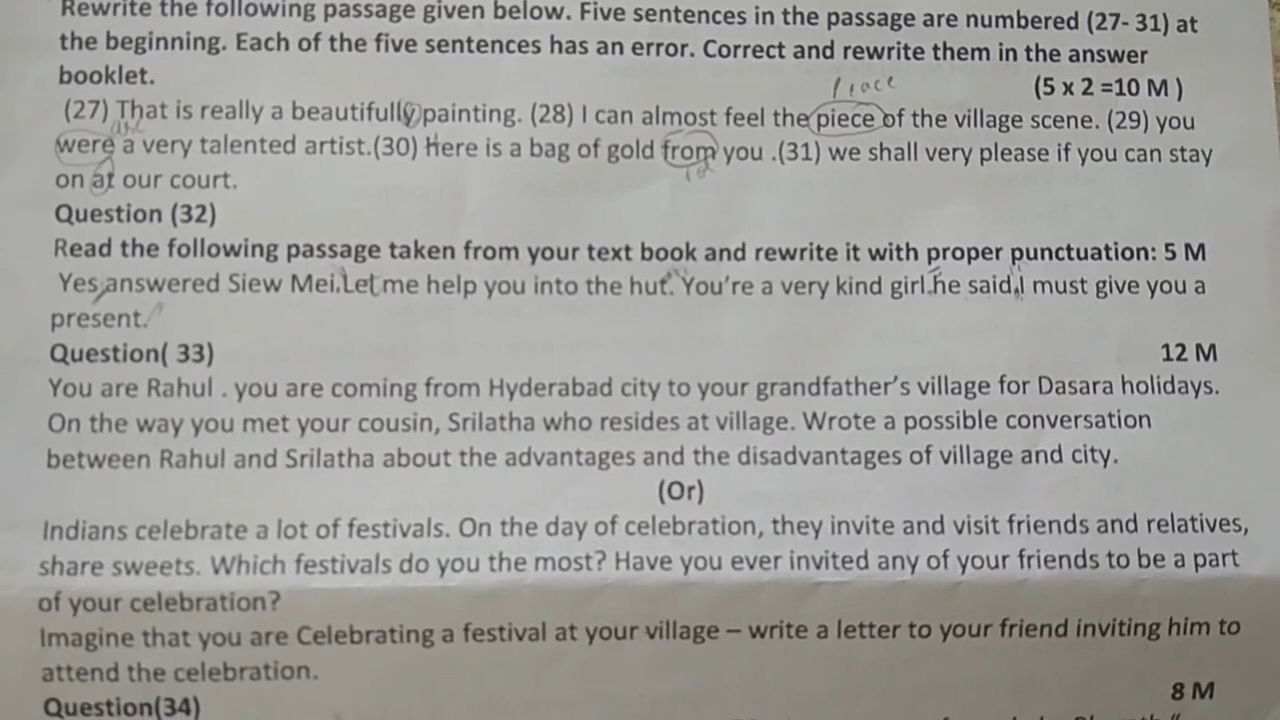 Rewrite the following passage given below. Five sentences in the passage are numbered (27- 31) at
the beginning. Each of the five sentences has an error. Correct and rewrite them in the answer
booklet. (5 x 2 =10 M )
(27) That is really a beautifully painting. (28) I can almost feel the piece of the village scene. (29) you
are
were a very talented artist.(30) Here is a bag of gold from you .(31) we shall very please if you can stay
on at our court.
Question (32)
Read the following passage taken from your text book and rewrite it with proper punctuation: 5 M
Yes,answered Siew Mei.Let me help you into the hut. You're a very kind girl.he said,I must give you a
present.
Question( 33) 12 M
You are Rahul . you are coming from Hyderabad city to your grandfather's village for Dasara holidays.
On the way you met your cousin, Srilatha who resides at village. Wrote a possible conversation
between Rahul and Srilatha about the advantages and the disadvantages of village and city.
(Or)
Indians celebrate a lot of festivals. On the day of celebration, they invite and visit friends and relatives,
share sweets. Which festivals do you the most? Have you ever invited any of your friends to be a part
of your celebration?
Imagine that you are Celebrating a festival at your village – write a letter to your friend inviting him to
attend the celebration.
8 M
Question(34)